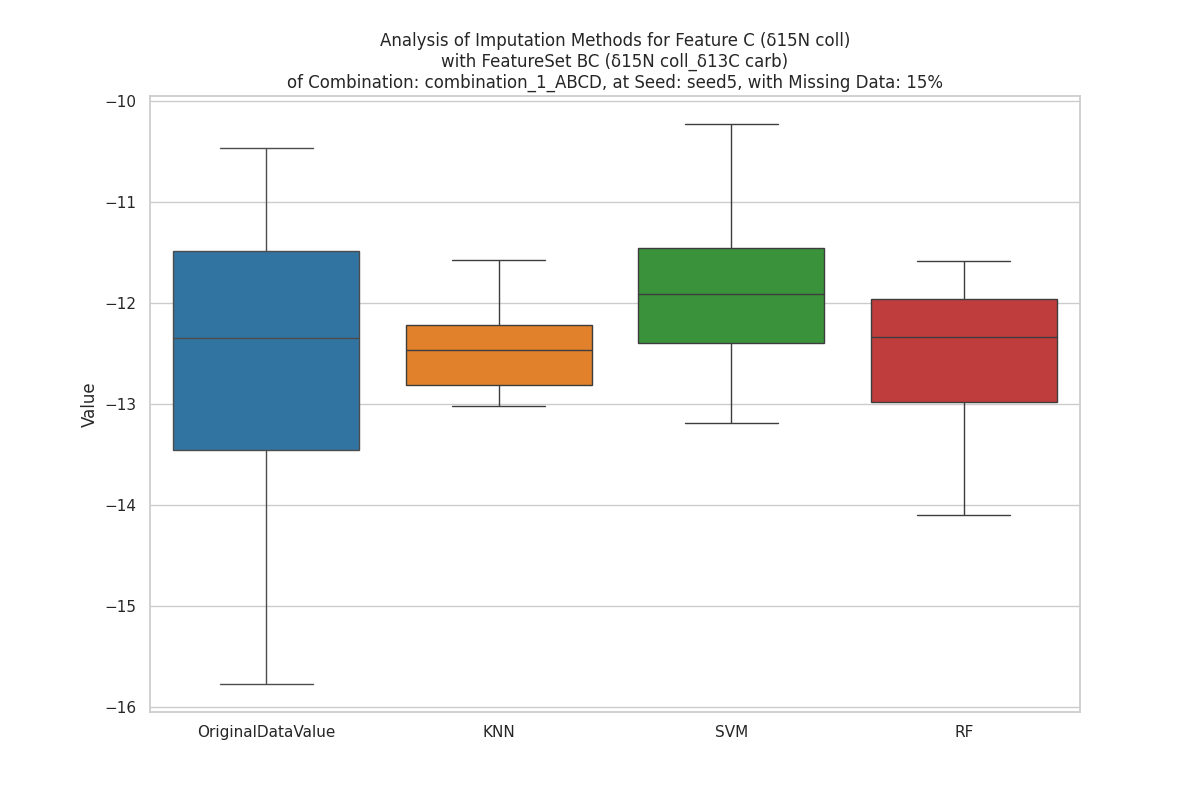 Analysis of Imputation Methods for Feature C (δ15N coll)
with FeatureSet BC (δ15N coll_δ13C carb)
of Combination: combination_1_ABCD, at Seed: seed5, with Missing Data: 15%
−10
−11
−12
−13
−14
−15
−16
Value
OriginalDataValue
KNN
SVM
RF